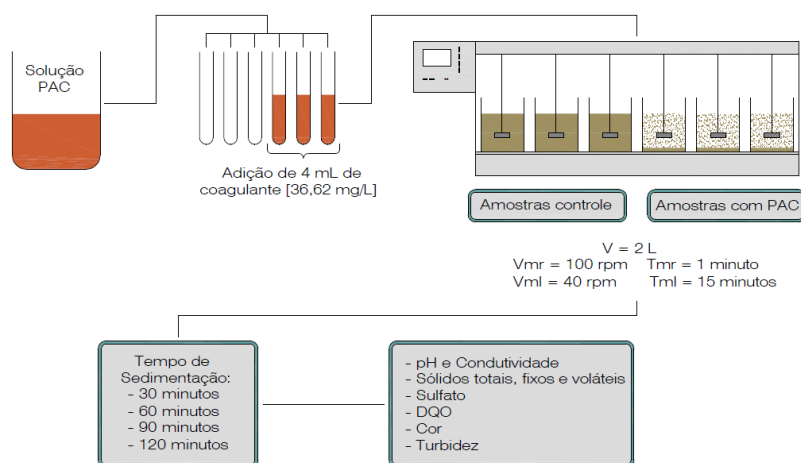 Solução
PAC
Adição de 4 mL de
coagulante [36,62 mg/L]
Amostras controle
Amostras com PAC
V = 2 L
Vmr = 100 rpm Tmr = 1 minuto
Vml = 40 rpm Tml = 15 minutos
Tempo de
Sedimentação:
- 30 minutos
- 60 minutos
- 90 minutos
- 120 minutos
- pH e Condutividade
- Sólidos totais, fixos e voláteis
- Sulfato
- DQO
- Cor
- Turbidez